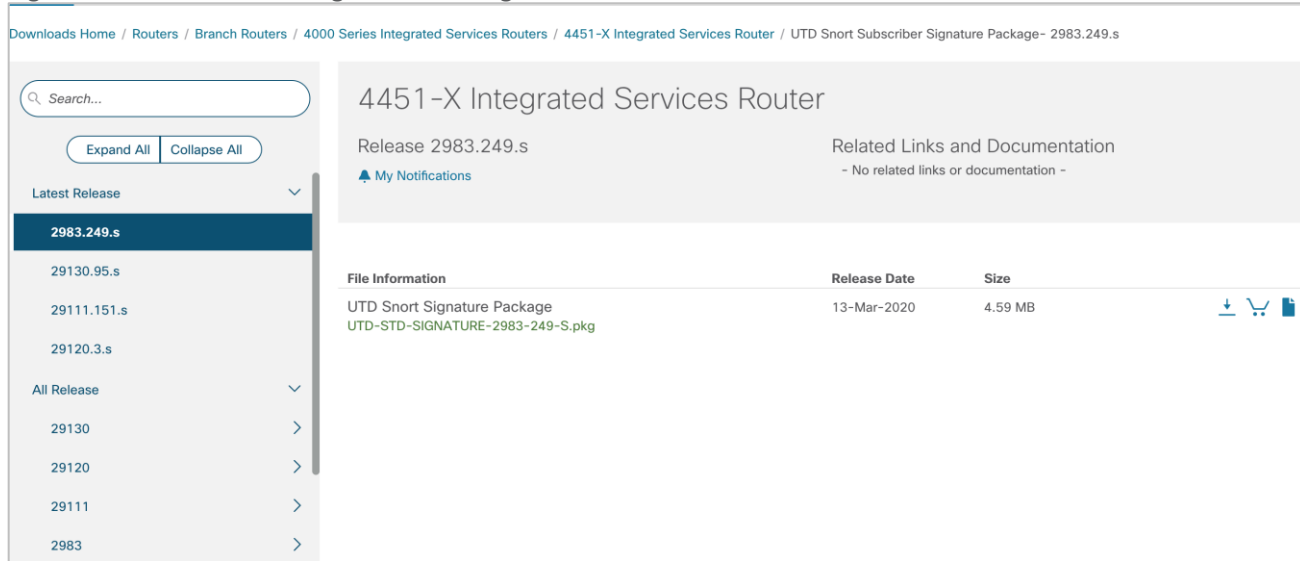 Downloads Home / Routers / Branch Routers / 4000 Series Integrated Services Routers / 4451-X Integrated Services Router / UTD Snort Subscriber Signature Package- 2983.249.s
Search...
Expand All Collapse All
Latest Release
2983.249.s
29130.95.s
29111.151.s
29120.3.s
All Release
29130
29120
29111
2983
4451-X Integrated Services Router
Release 2983.249.s
My Notifications
Related Links and Documentation
- No related links or documentation -
File Information Release Date Size
UTD Snort Signature Package 13-Mar-2020 4.59 MB
UTD-STD-SIGNATURE-2983-249-S.pkg